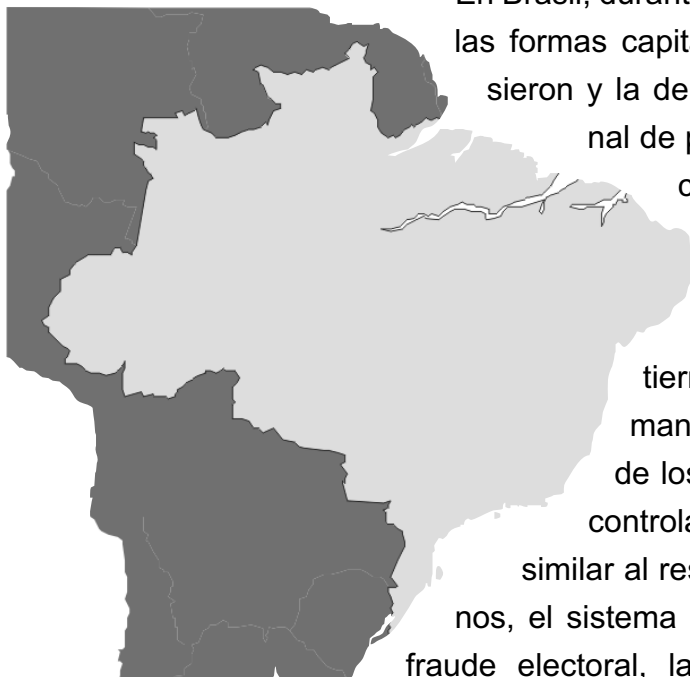 En Brasil, durant
las formas capit
sieron y la de
nal de p
c
tierr
man
de los
controla
similar al res
nos, el sistema
fraude electoral, la